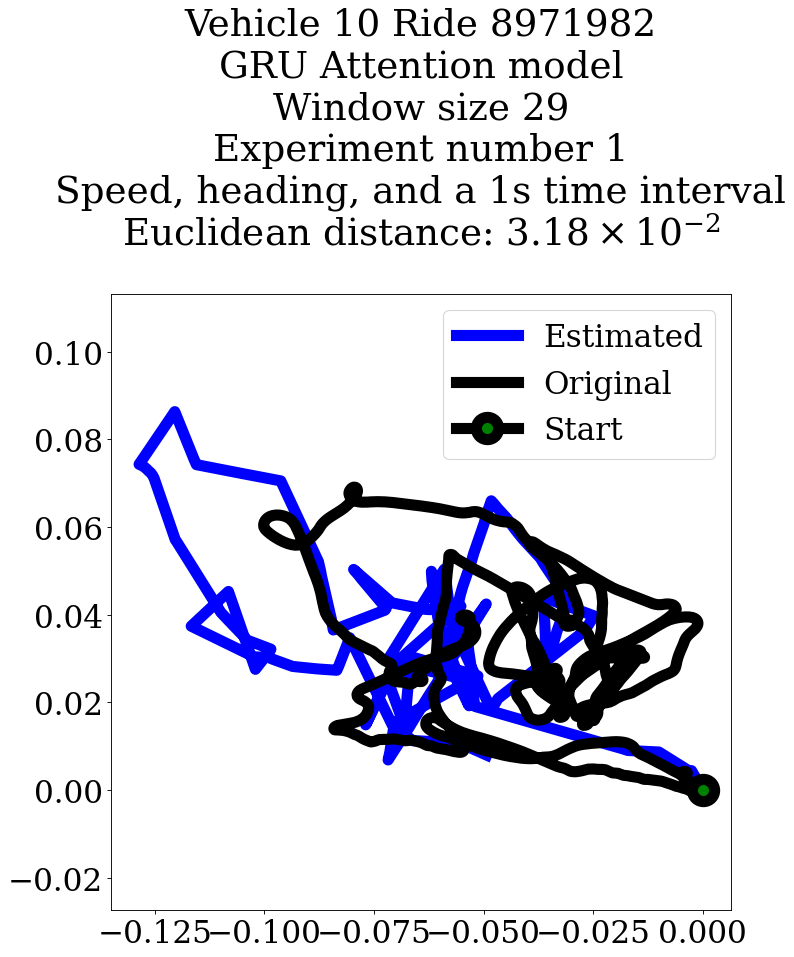 Vehicle 10 Ride 8971982
GRU Attention model
Window size 29
Experiment number 1
Speed, heading, and a 1s time interval
Euclidean distance: 3.18 × 10⁻²
Estimated
Original
Start
0.10
0.08
0.06
0.04
0.02
0.00
−0.02
−0.125 −0.100 −0.075 −0.050 −0.025 0.000